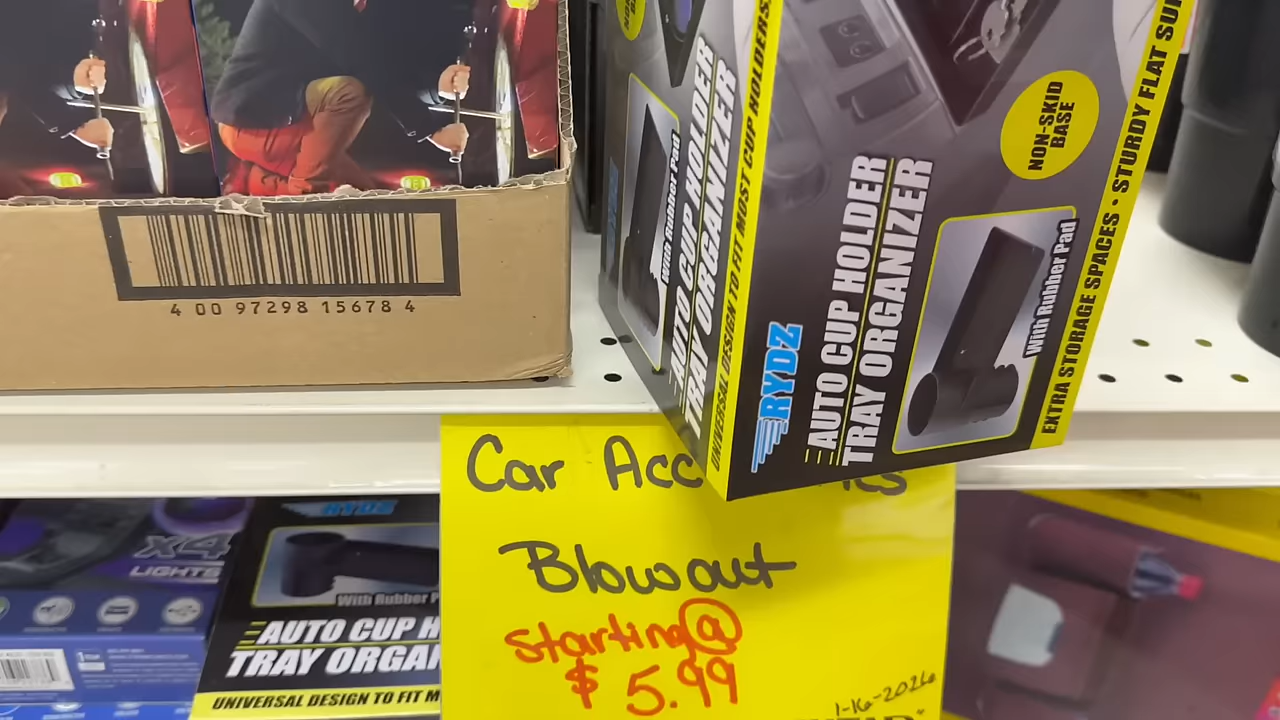 4 00 97298 15678 4
With Rubber Pad
AUTO CUP HOLDER
TRAY ORGANIZER
UNIVERSAL DESIGN TO FIT MOST CUP HOLDERS
RYDZ
AUTO CUP HOLDER
TRAY ORGANIZER
NON-SKID
BASE
With Rubber Pad
EXTRA STORAGE SPACES • STURDY FLAT SUR
Car Acc
Blowout
starting@
$5.99
1-16-2026
X4
LIGHTS
RYDZ
With Rubber P
AUTO CUP H
TRAY ORGAN
UNIVERSAL DESIGN TO FIT M